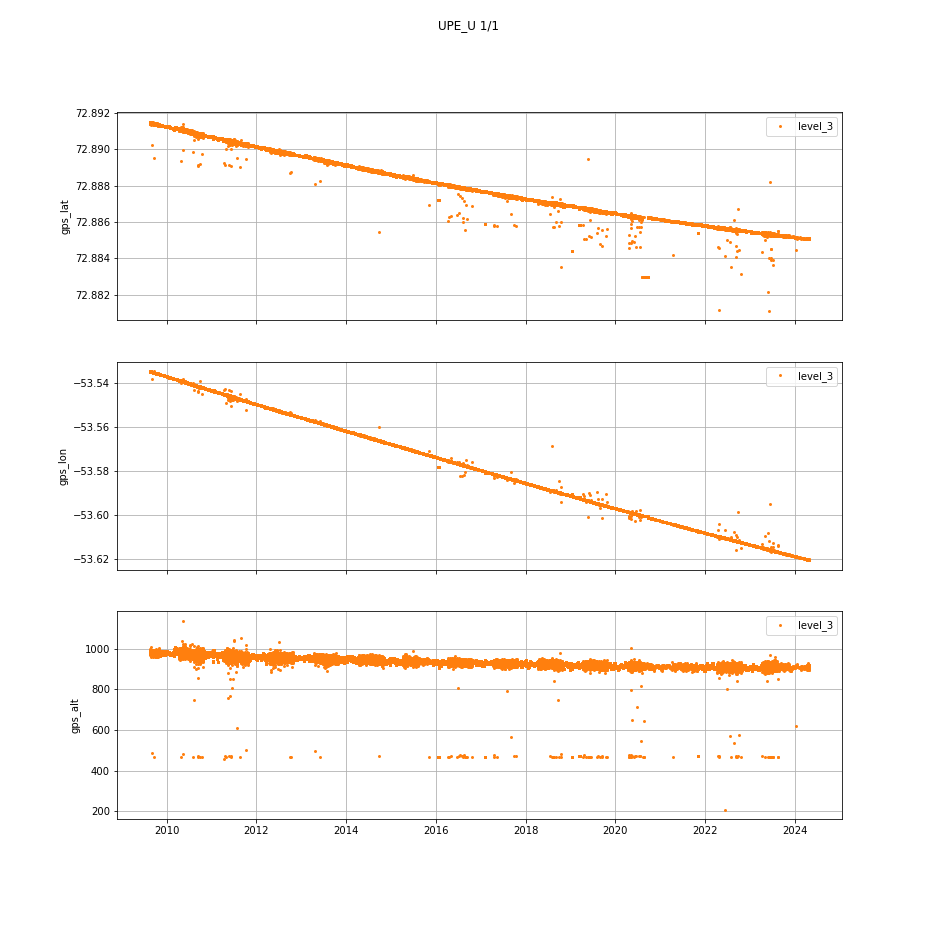 UPE_U 1/1
72.892
72.890
72.888
72.886
72.884
72.882
gps_lat
level_3
−53.54
−53.56
−53.58
−53.60
−53.62
gps_lon
level_3
1000
800
600
400
200
gps_alt
level_3
2010 2012 2014 2016 2018 2020 2022 2024